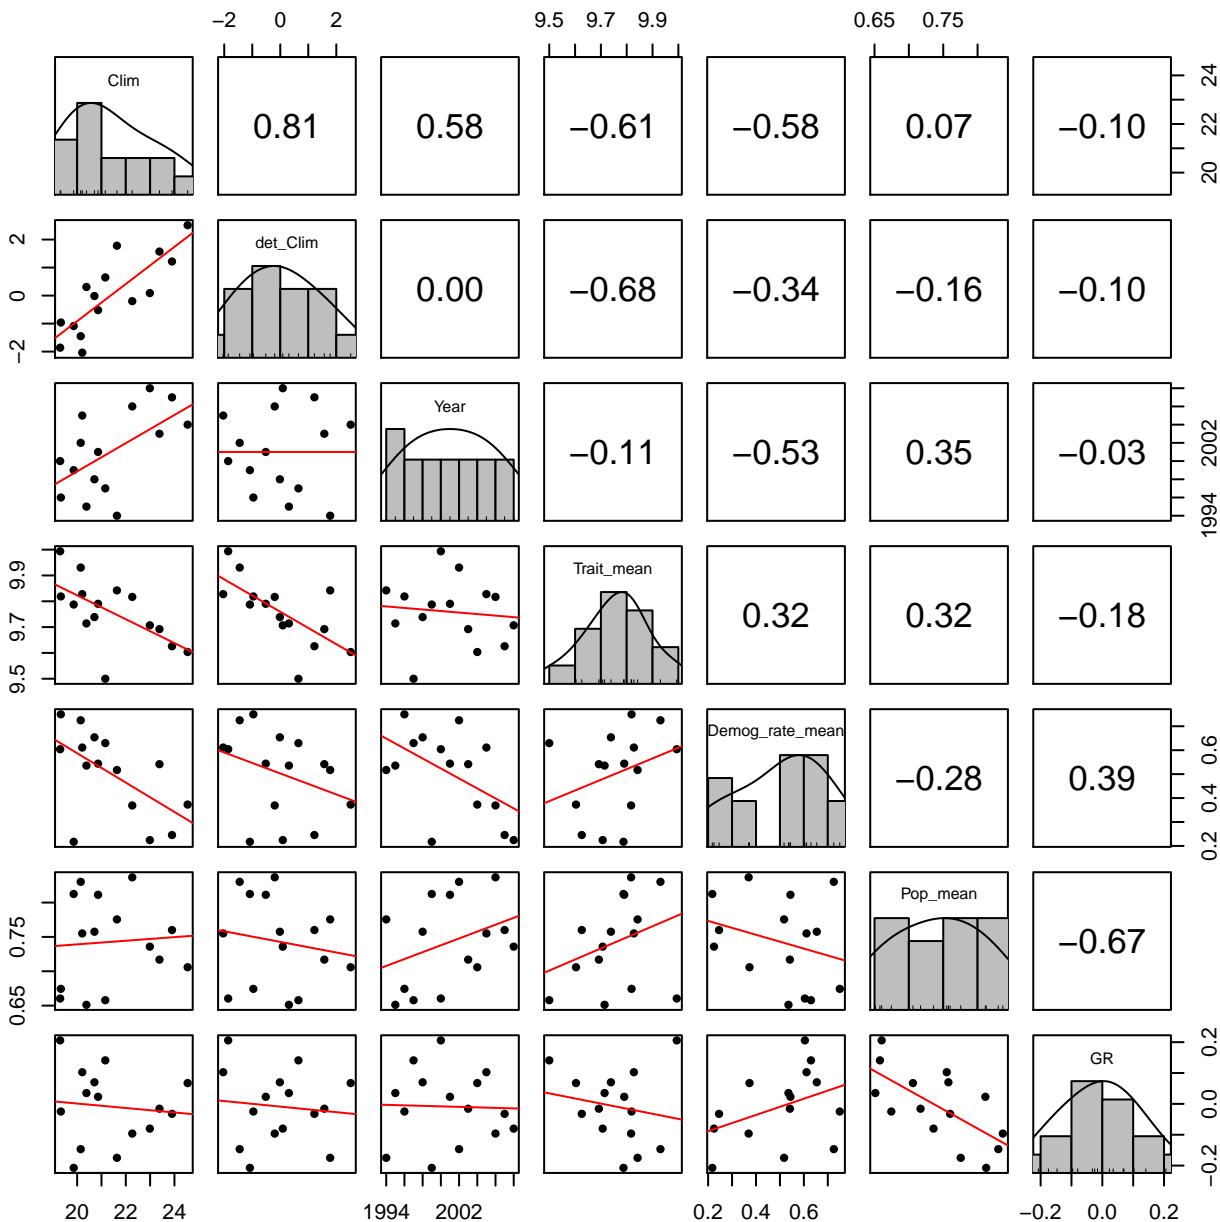 −2 0 2 9.5 9.7 9.9 0.65 0.75
Clim 0.81 0.58 −0.61 −0.58 0.07 −0.10 20 22 24
−2 0 2 det_Clim 0.00 −0.68 −0.34 −0.16 −0.10
Year −0.11 −0.53 0.35 −0.03 1994 2002
9.5 9.7 9.9 Trait_mean 0.32 0.32 −0.18
Demog_rate_mean −0.28 0.39 0.2 0.4 0.6
0.65 0.75 Pop_mean −0.67
GR −0.2 0.0 0.2
20 22 24 1994 2002 0.2 0.4 0.6 −0.2 0.0 0.2